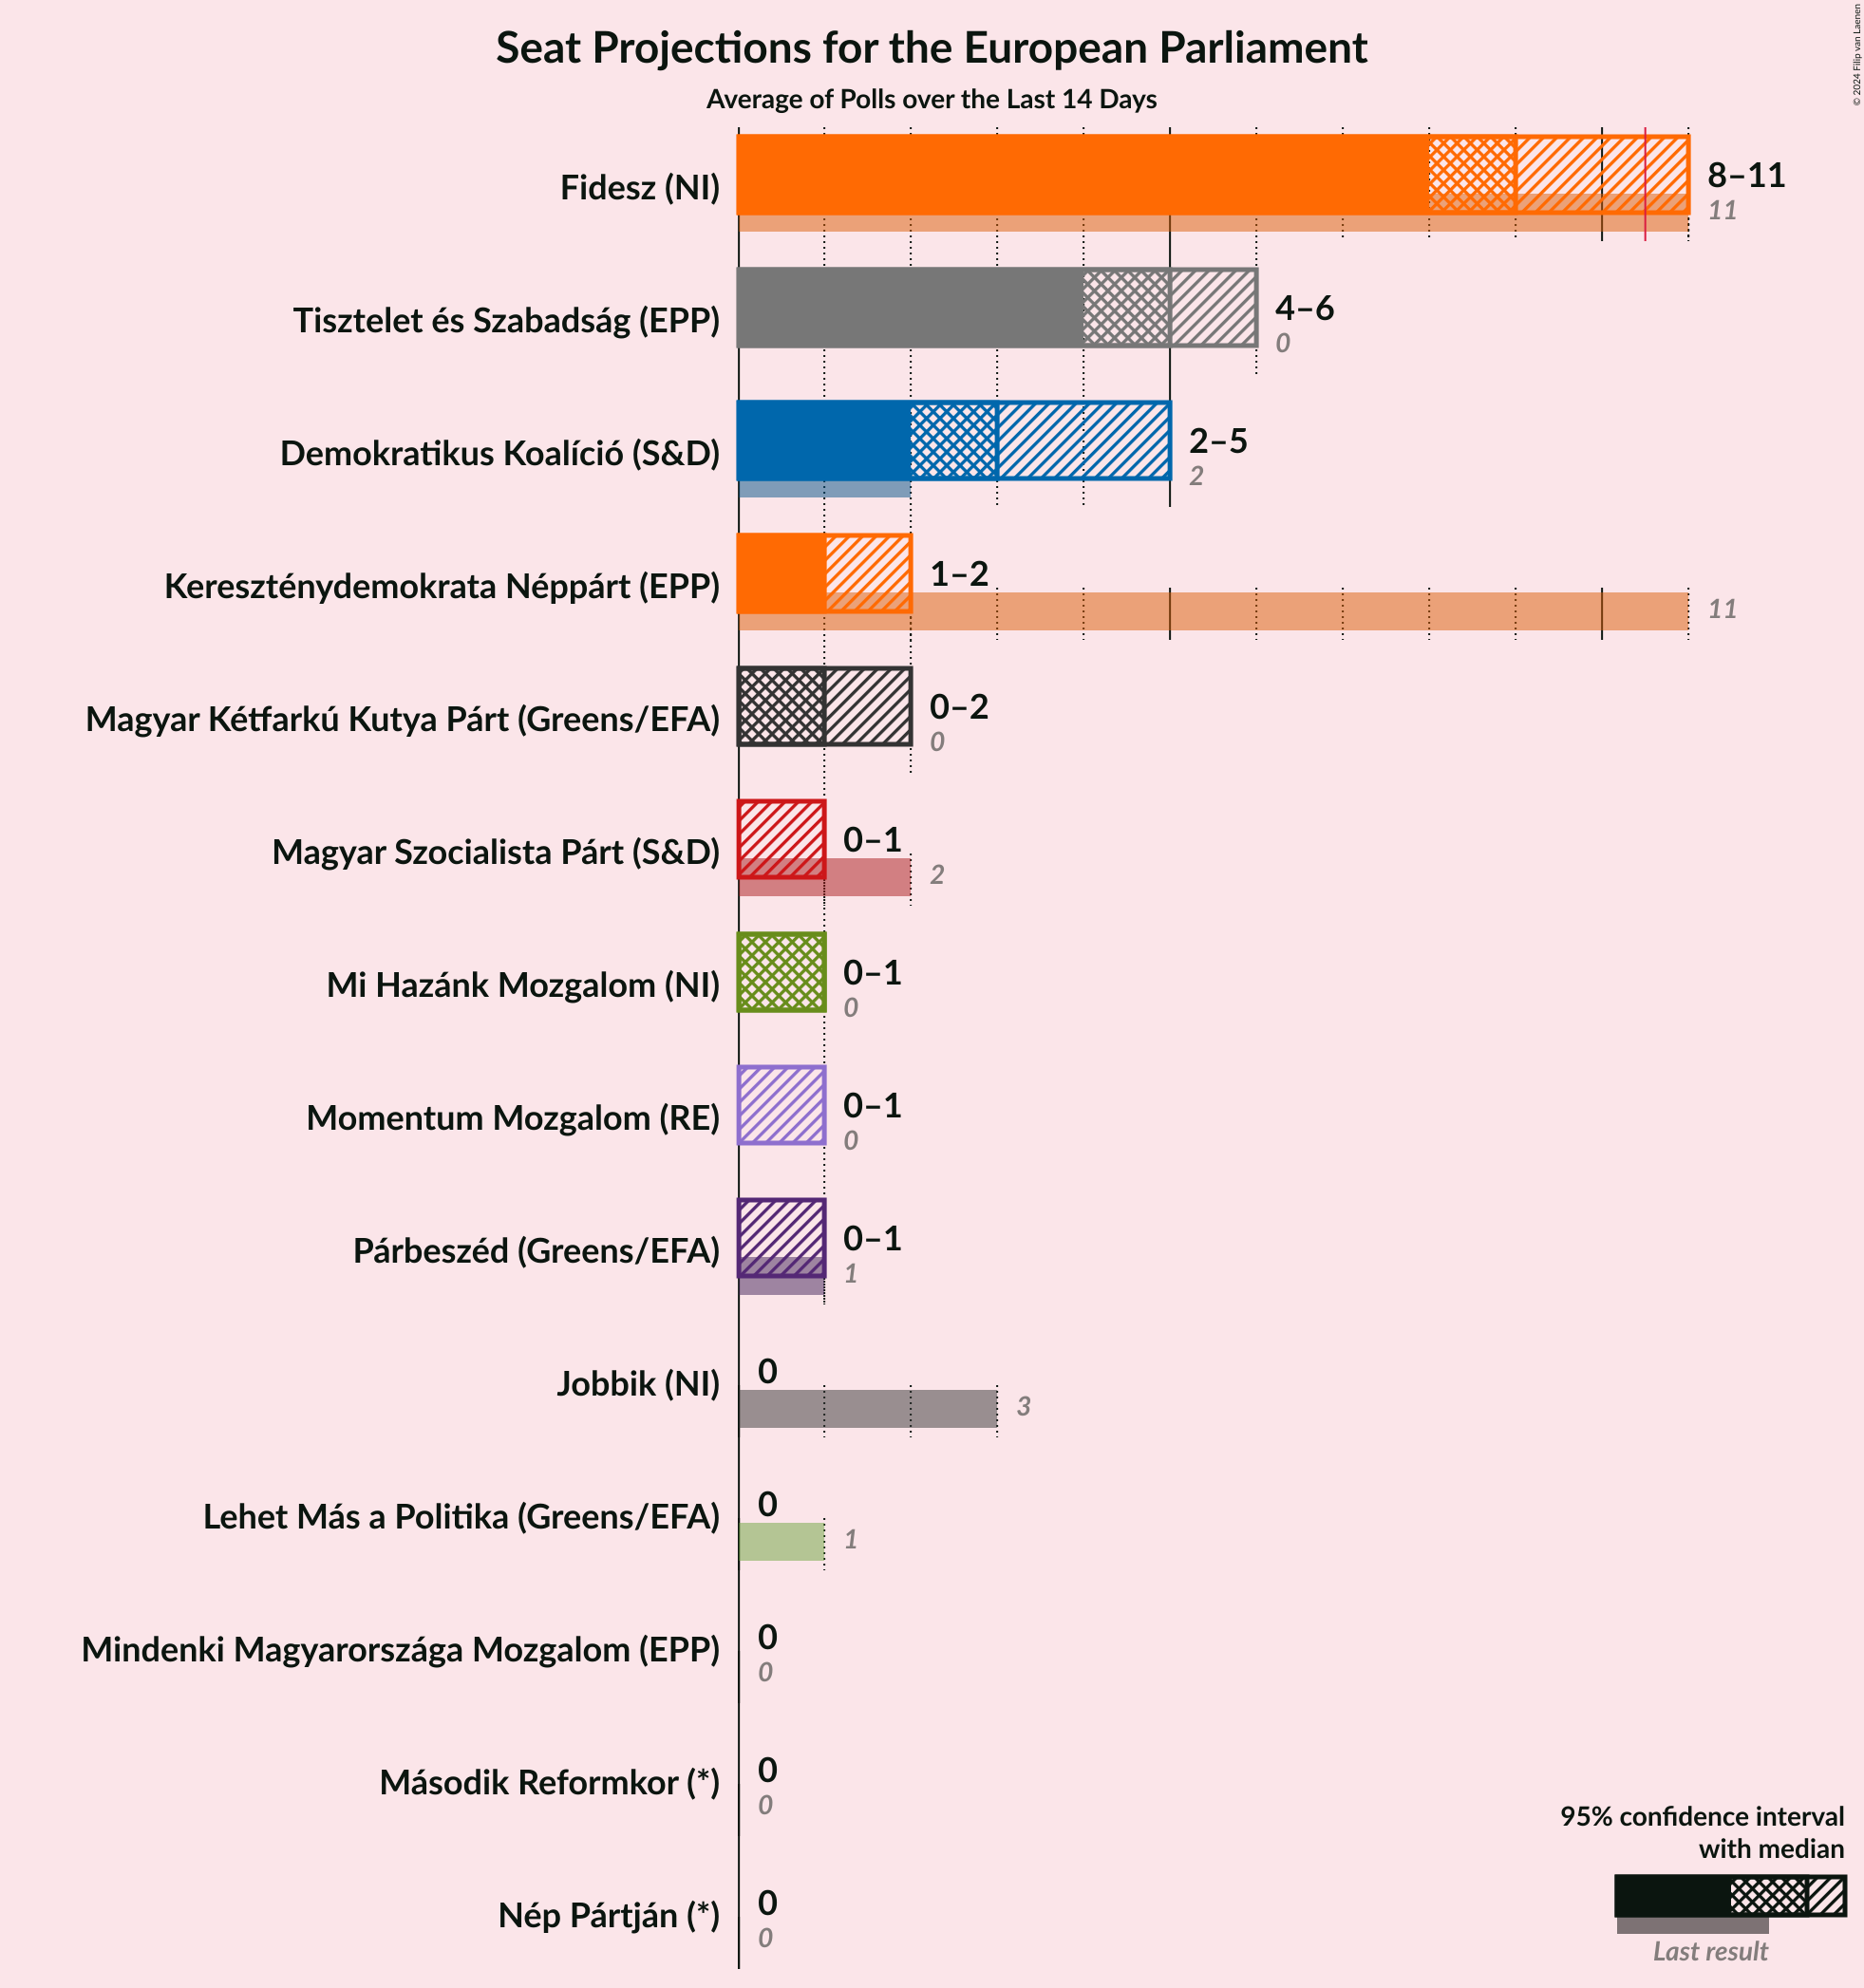 Seat Projections for the European Parliament
Average of Polls over the Last 14 Days
© 2024 Filip van Laenen
Fidesz (NI)
8–11
11
Tisztelet és Szabadság (EPP)
4–6
0
Demokratikus Koalíció (S&D)
2–5
2
Kereszténydemokrata Néppárt (EPP)
1–2
11
Magyar Kétfarkú Kutya Párt (Greens/EFA)
0–2
0
Magyar Szocialista Párt (S&D)
0–1
2
Mi Hazánk Mozgalom (NI)
0–1
0
Momentum Mozgalom (RE)
0–1
0
Párbeszéd (Greens/EFA)
0–1
1
Jobbik (NI)
0
3
Lehet Más a Politika (Greens/EFA)
0
1
Mindenki Magyarországa Mozgalom (EPP)
0
0
Második Reformkor (*)
0
0
Nép Pártján (*)
0
0
95% confidence interval
with median
Last result